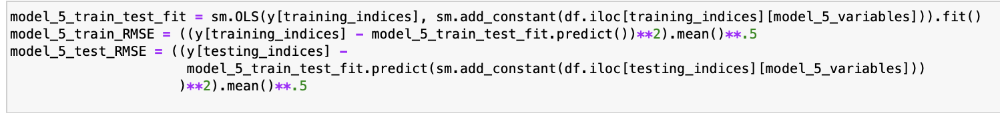 model_5_train_test_fit = sm.OLS(y[training_indices], sm.add_constant(df.iloc[training_indices][model_5_variables])).fit()
model_5_train_RMSE = ((y[training_indices] - model_5_train_test_fit.predict())**2).mean()**.5
model_5_test_RMSE = ((y[testing_indices] -
                      model_5_train_test_fit.predict(sm.add_constant(df.iloc[testing_indices][model_5_variables]))
                     )**2).mean()**.5